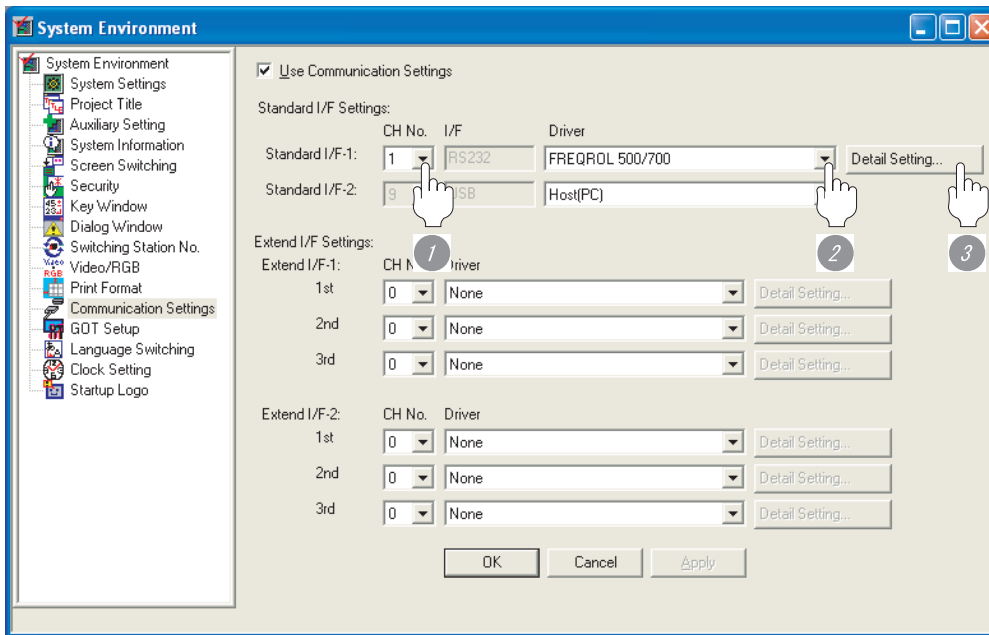 System Environment
System Environment
System Settings
Project Title
Auxiliary Setting
System Information
Screen Switching
Security
Key Window
Dialog Window
Switching Station No.
Video/RGB
Print Format
Communication Settings
GOT Setup
Language Switching
Clock Setting
Startup Logo
Use Communication Settings
Standard I/F Settings:
CH No. I/F Driver
Standard I/F-1: 1 RS232 FREQROL 500/700 Detail Setting...
Standard I/F-2: 9 USB Host(PC)
1 2 3
Extend I/F Settings:
Extend I/F-1: CH N Driver
1st 0 None Detail Setting...
2nd 0 None Detail Setting...
3rd 0 None Detail Setting...
Extend I/F-2: CH No. Driver
1st 0 None Detail Setting...
2nd 0 None Detail Setting...
3rd 0 None Detail Setting...
OK Cancel Apply